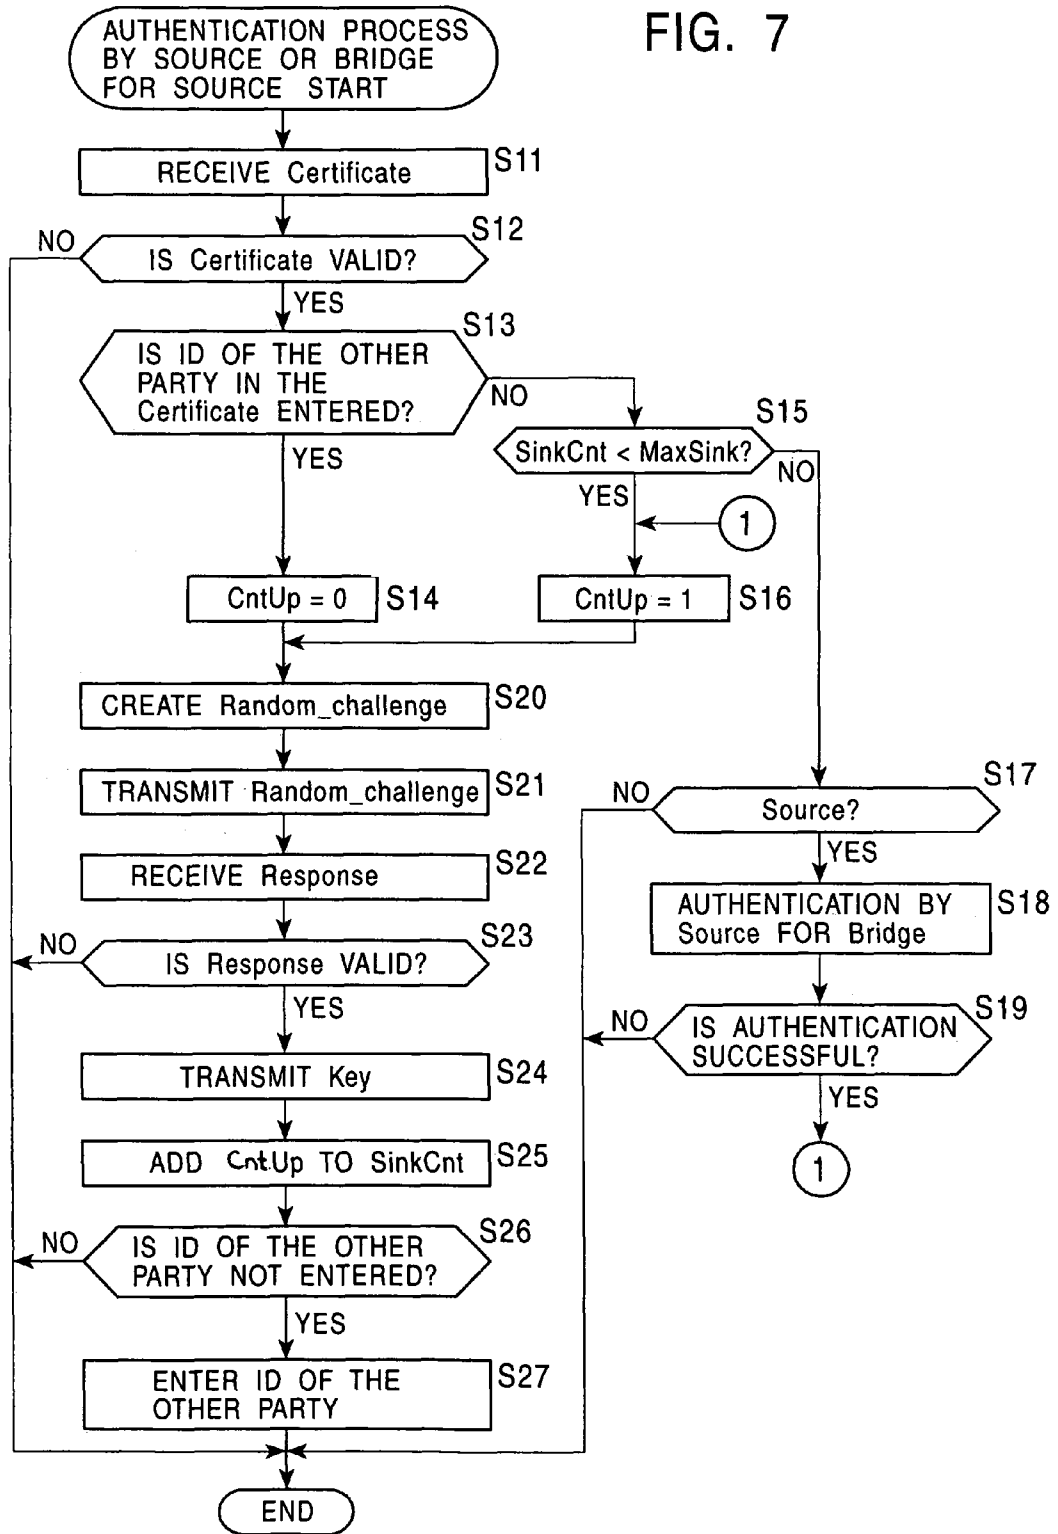 FIG. 7
AUTHENTICATION PROCESS
BY SOURCE OR BRIDGE
FOR SOURCE START
RECEIVE Certificate
S11
IS Certificate VALID?
S12
NO
YES
IS ID OF THE OTHER
PARTY IN THE
Certificate ENTERED?
S13
NO
YES
SinkCnt < MaxSink?
S15
NO
YES
1
CntUp = 0
S14
CntUp = 1
S16
CREATE Random_challenge
S20
TRANSMIT Random_challenge
S21
Source?
S17
NO
YES
RECEIVE Response
S22
AUTHENTICATION BY
Source FOR Bridge
S18
IS Response VALID?
S23
NO
YES
IS AUTHENTICATION
SUCCESSFUL?
S19
NO
YES
1
TRANSMIT Key
S24
ADD Cnt.Up TO SinkCnt
S25
IS ID OF THE OTHER
PARTY NOT ENTERED?
S26
NO
YES
ENTER ID OF THE
OTHER PARTY
S27
END